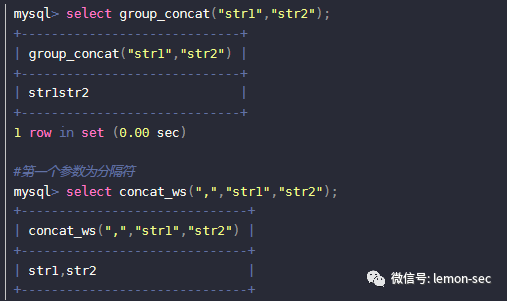 mysql> select group_concat("str1","str2");
+----------------------------+
| group_concat("str1","str2") |
+----------------------------+
| str1str2 |
+----------------------------+
1 row in set (0.00 sec)
#第一个参数为分隔符
mysql> select concat_ws(",","str1","str2");
+-----------------------------+
| concat_ws(",","str1","str2") |
+-----------------------------+
| str1,str2 |
+-----------------------------+
微信号: lemon-sec